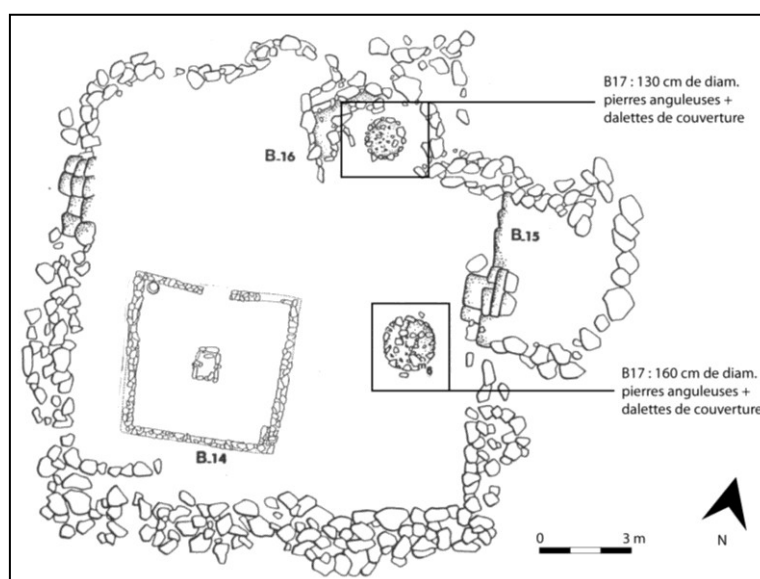 B17 : 130 cm de diam.
pierres anguleuses +
dalettes de couverture
B.16
B.15
B17 : 160 cm de diam.
pierres anguleuses +
dalettes de couverture
B.14
0 3 m
N